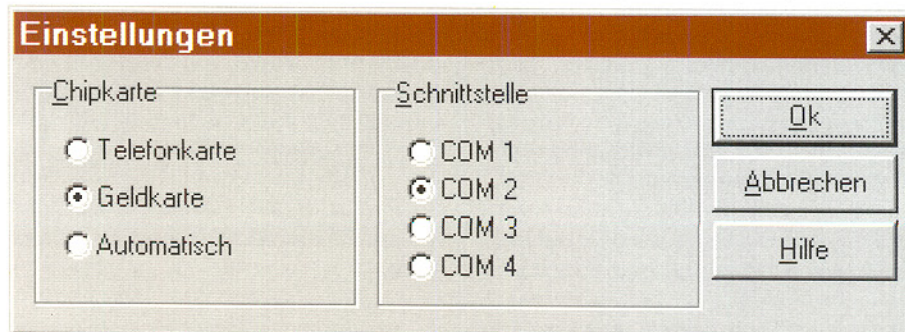 Einstellungen
Chipkarte
Telefonkarte
Geldkarte
Automatisch
Schnittstelle
COM 1
COM 2
COM 3
COM 4
Ok
Abbrechen
Hilfe